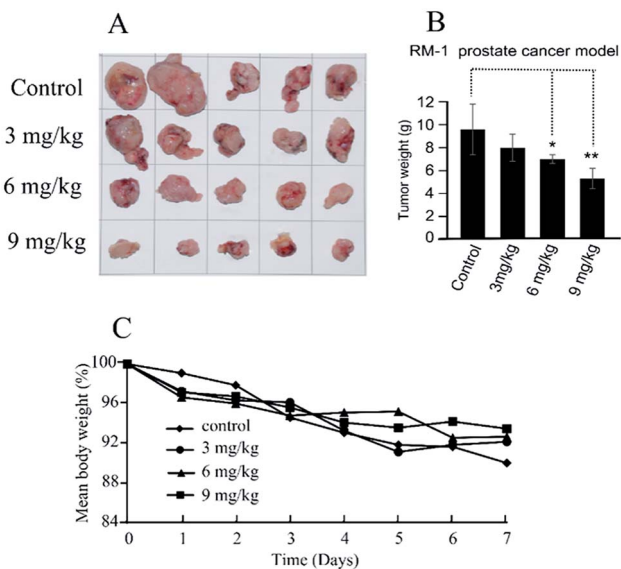 A
Control
3 mg/kg
6 mg/kg
9 mg/kg
B
RM-1 prostate cancer model
Tumor weight (g)
12
10
8
6
4
2
0
*
**
Control
3mg/kg
6 mg/kg
9 mg/kg
C
Mean body weight (%)
100
96
92
88
84
control
3 mg/kg
6 mg/kg
9 mg/kg
0 1 2 3 4 5 6 7
Time (Days)